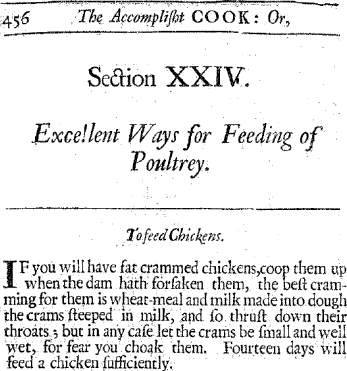 456 The Accompliſht COOK: Or,
Section XXIV.
Excellent Ways for Feeding of
Poultrey.
To feed Chickens.
IF you will have fat crammed chickens, coop them up
when the dam hath forſaken them, the beſt cram-
ming for them is wheat-meal and milk made into dough
the crams ſteeped in milk, and ſo thruſt down their
throats; but in any caſe let the crams be ſmall and well
wet, for fear you choak them. Fourteen days will
feed a chicken ſufficiently.